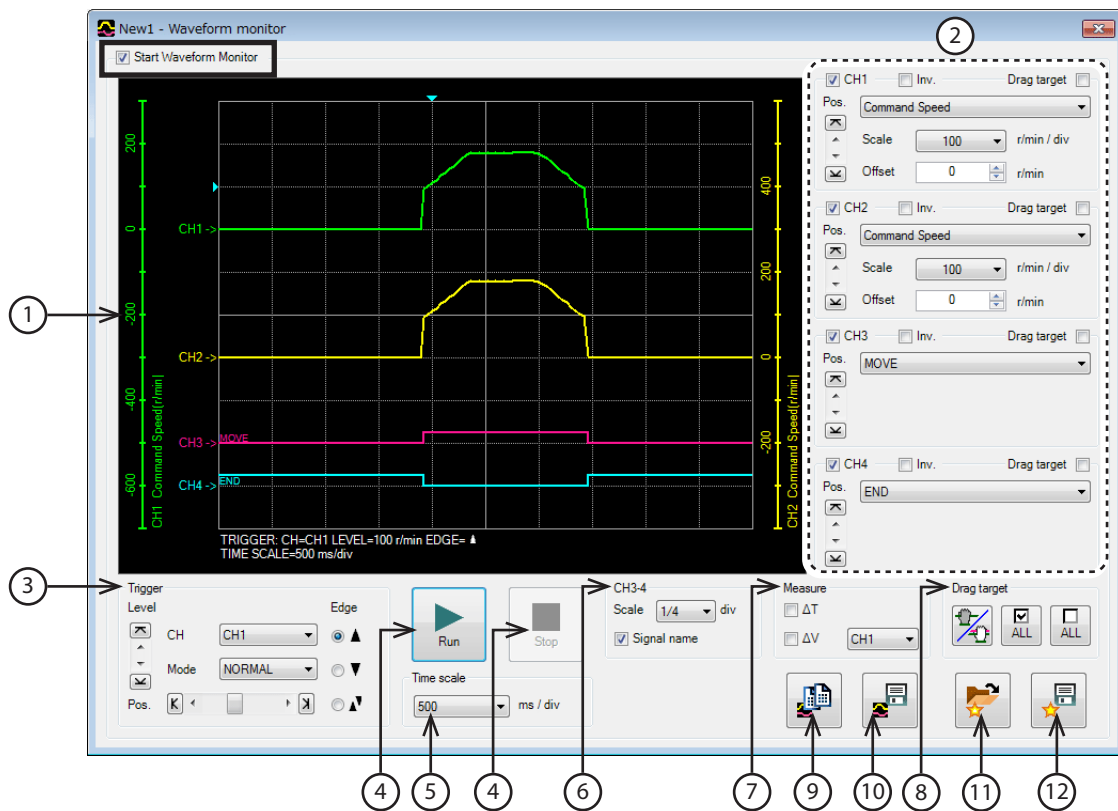 New1 - Waveform monitor
2
Start Waveform Monitor
200
0
-200
-400
-600
CH1 Command Speed[r/min]
CH1 ->
CH2 ->
CH3 ->
MOVE
CH4 ->
END
400
200
0
-200
CH2 Command Speed[r/min]
TRIGGER: CH=CH1 LEVEL=100 r/min EDGE=
TIME SCALE=500 ms/div
CH1 Inv. Drag target
Pos. Command Speed
Scale 100 r/min / div
Offset 0 r/min
CH2 Inv. Drag target
Pos. Command Speed
Scale 100 r/min / div
Offset 0 r/min
CH3 Inv. Drag target
Pos. MOVE
CH4 Inv. Drag target
Pos. END
1
3
Trigger
Level Edge
CH CH1
Mode NORMAL
Pos.
Run
Stop
Time scale
500 ms / div
6
CH3-4
Scale 1/4 div
Signal name
7
Measure
ΔT
ΔV CH1
8
Drag target
ALL
ALL
4
4
5
4
6
7
9
10
8
11
12